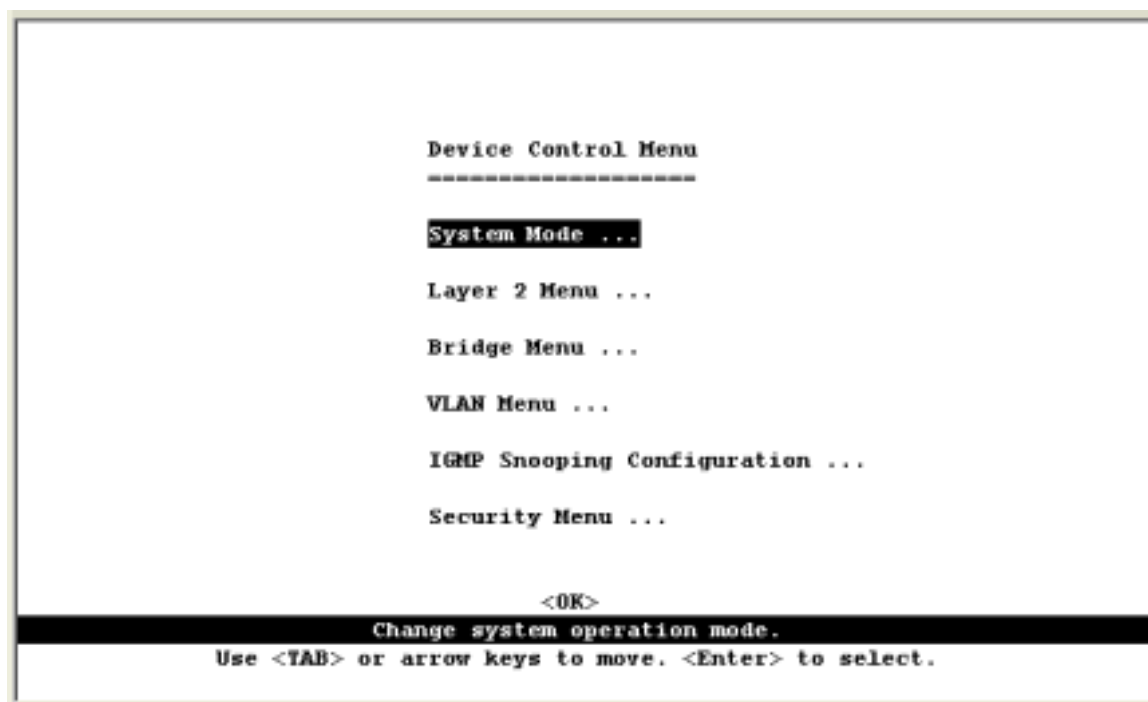 Device Control Menu
===================
System Mode ...
Layer 2 Menu ...
Bridge Menu ...
VLAN Menu ...
IGMP Snooping Configuration ...
Security Menu ...
<OK>
Change system operation mode.
Use <TAB> or arrow keys to move. <Enter> to select.